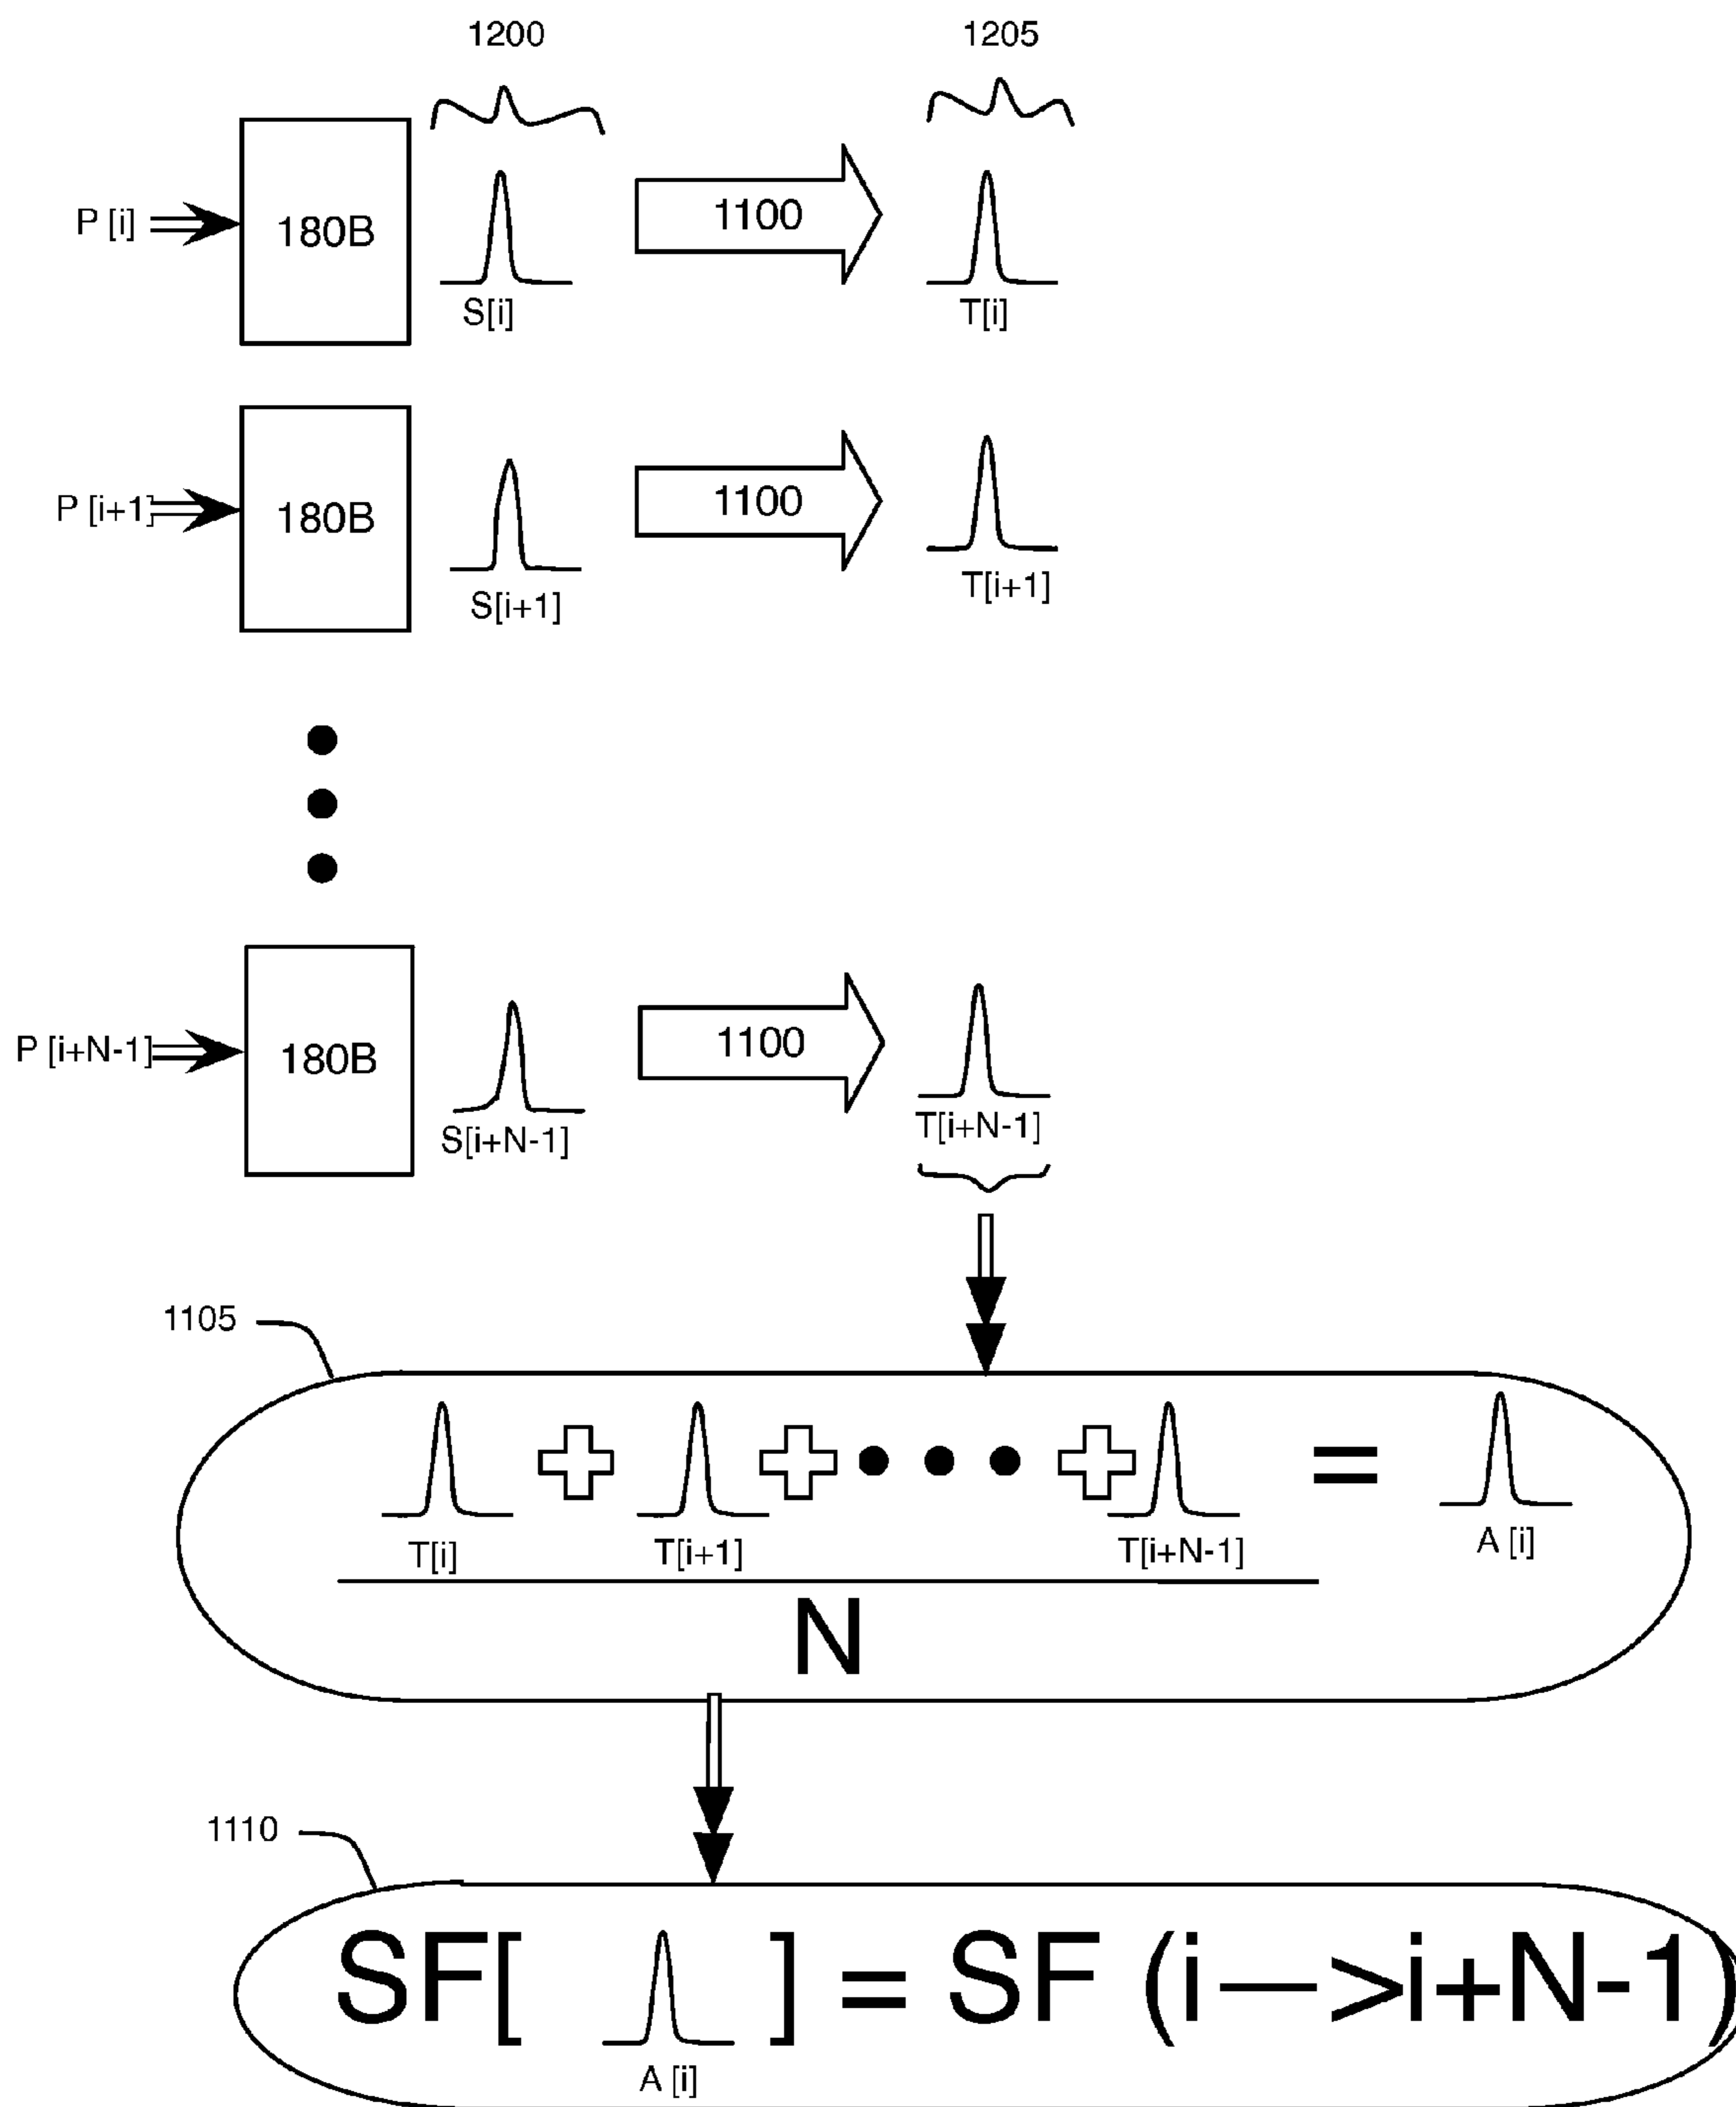 1200 1205
P [i] 180B 1100
S[i] T[i]
P [i+1] 180B 1100
S[i+1] T[i+1]
P [i+N-1] 180B 1100
S[i+N-1] T[i+N-1]
1105
+ + • • • + =
T[i] T[i+1] T[i+N-1] A [i]
N
1110
SF[ ] = SF (i—>i+N-1)
A [i]